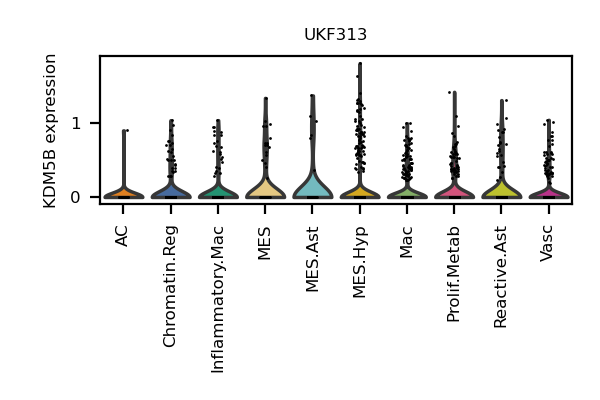 UKF313
KDM5B expression
1
0
AC
Chromatin.Reg
Inflammatory.Mac
MES
MES.Ast
MES.Hyp
Mac
Prolif.Metab
Reactive.Ast
Vasc